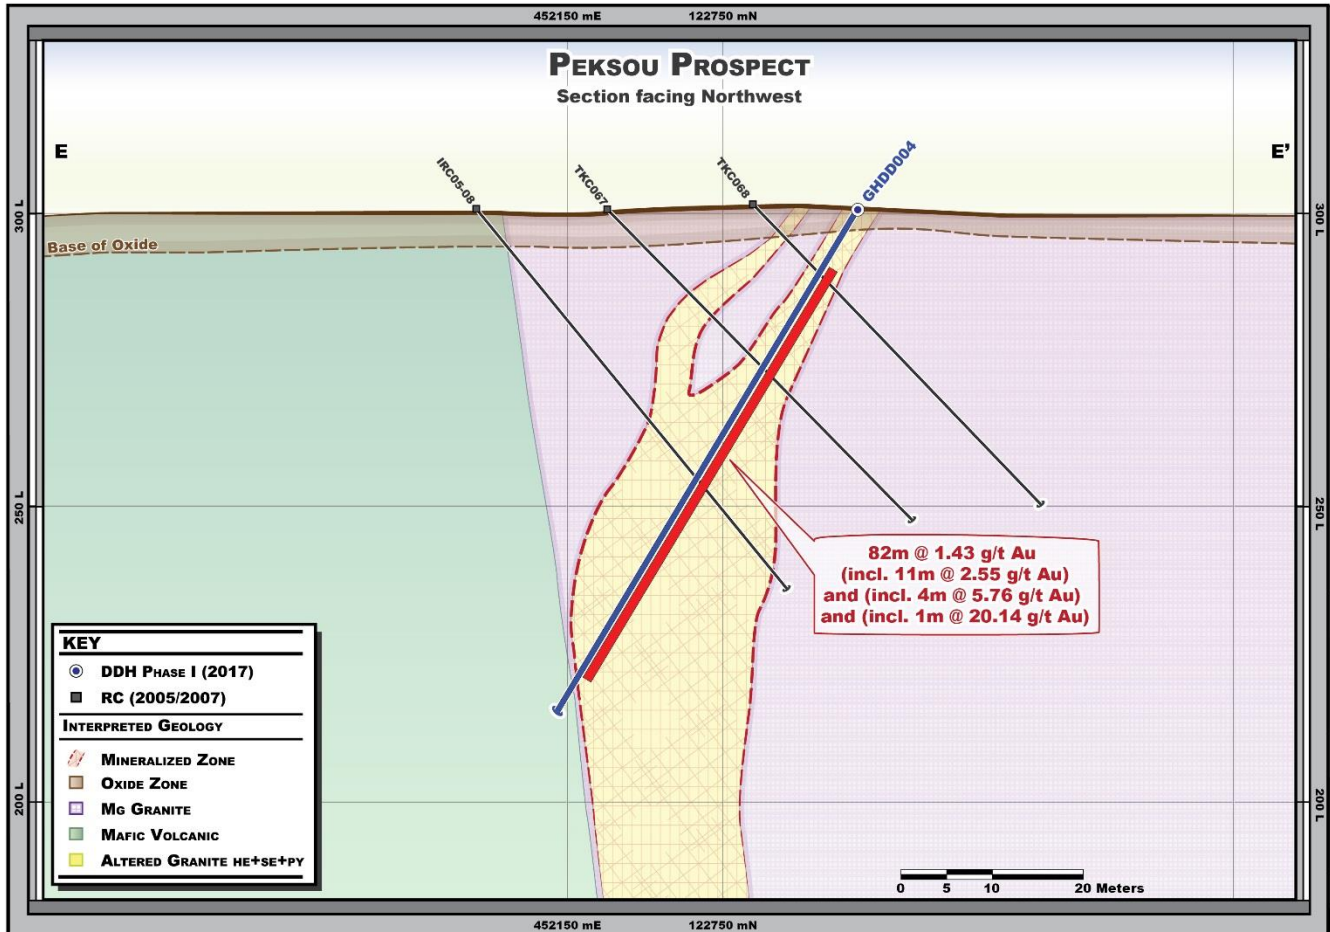 452150 mE
122750 mN
PEKSOU PROSPECT
Section facing Northwest
E
E'
IRC05-08
TKC067
TKC068
GHDD004
300 L
300 L
Base of Oxide
250 L
250 L
82m @ 1.43 g/t Au
(incl. 11m @ 2.55 g/t Au)
and (incl. 4m @ 5.76 g/t Au)
and (incl. 1m @ 20.14 g/t Au)
KEY
DDH PHASE I (2017)
RC (2005/2007)
INTERPRETED GEOLOGY
MINERALIZED ZONE
OXIDE ZONE
MG GRANITE
MAFIC VOLCANIC
ALTERED GRANITE HE+SE+PY
200 L
200 L
0 5 10 20 Meters
452150 mE
122750 mN